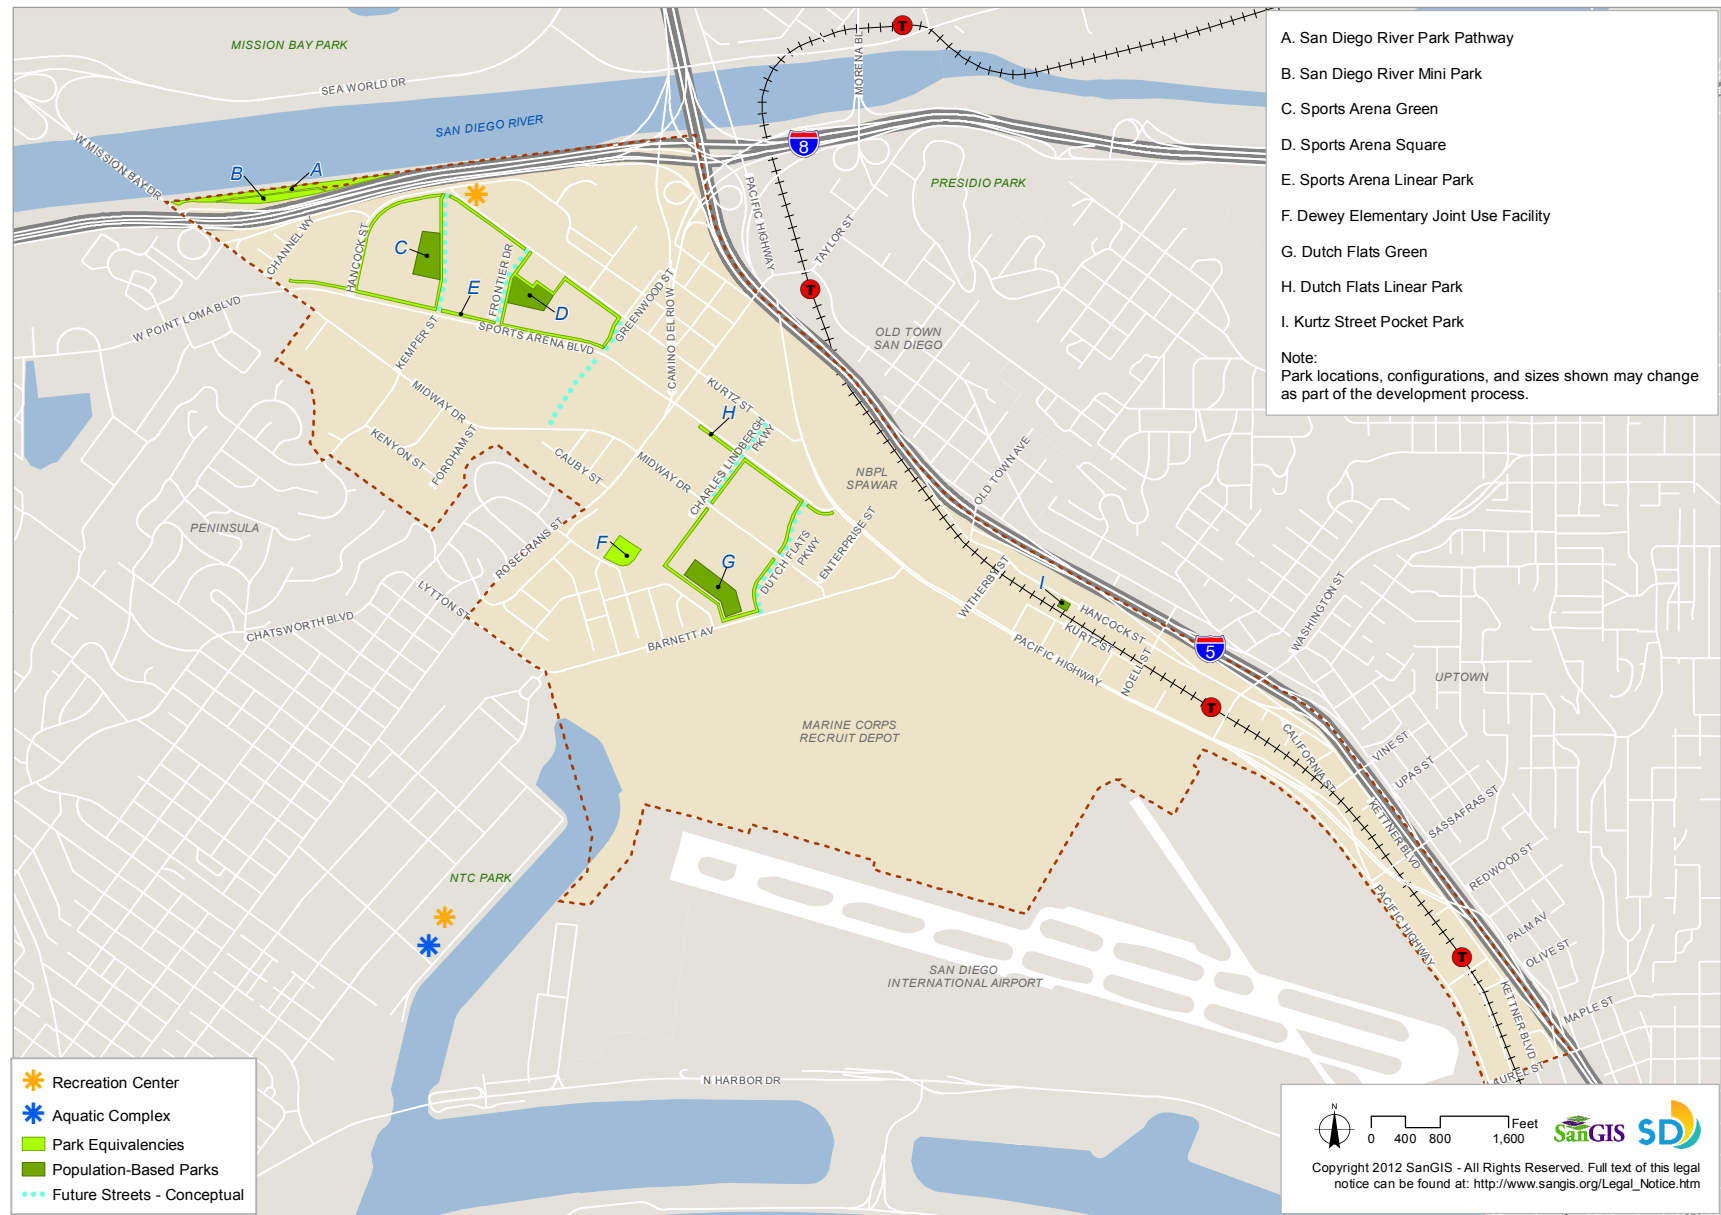 MISSION BAY PARK
SEA WORLD DR
SAN DIEGO RIVER
W MISSION BAY DR
MORENA BL
T
8
A. San Diego River Park Pathway
B. San Diego River Mini Park
C. Sports Arena Green
D. Sports Arena Square
E. Sports Arena Linear Park
F. Dewey Elementary Joint Use Facility
G. Dutch Flats Green
H. Dutch Flats Linear Park
I. Kurtz Street Pocket Park
Note:
Park locations, configurations, and sizes shown may change
as part of the development process.
B
A
PRESIDIO PARK
PACIFIC HIGHWAY
TAYLOR ST
CHANNEL WY
HANCOCK ST
C
FRONTIER DR
E
D
GREENWOOD ST
CAMINO DEL RIO W
T
W POINT LOMA BLVD
KEMPER ST
SPORTS ARENA BLVD
OLD TOWN
SAN DIEGO
MIDWAY DR
KURTZ ST
H
CHARLES LINDBERGH
PKWY
KENYON ST
FORDHAM ST
CAUBY ST
MIDWAY DR
NBPL
SPAWAR
OLD TOWN AVE
PENINSULA
ROSECRANS ST
F
G
DUTCH FLATS
PKWY
ENTERPRISE ST
LYTTON ST
CHATSWORTH BLVD
BARNETT AV
WITHERBY ST
I
HANCOCK ST
KURTZ ST
PACIFIC HIGHWAY
NOELL ST
5
WASHINGTON ST
UPTOWN
MARINE CORPS
RECRUIT DEPOT
T
CALIFORNIA ST
VINE ST
UPAS ST
SASSAFRAS ST
KETTNER BLVD
REDWOOD ST
NTC PARK
PACIFIC HIGHWAY
PALM AV
OLIVE ST
T
SAN DIEGO
INTERNATIONAL AIRPORT
KETTNER BLVD
MAPLE ST
LAUREL ST
N HARBOR DR
Recreation Center
Aquatic Complex
Park Equivalencies
Population-Based Parks
Future Streets - Conceptual
N
Feet
0 400 800 1,600
SanGIS
SD
Copyright 2012 SanGIS - All Rights Reserved. Full text of this legal
notice can be found at: http://www.sangis.org/Legal_Notice.htm